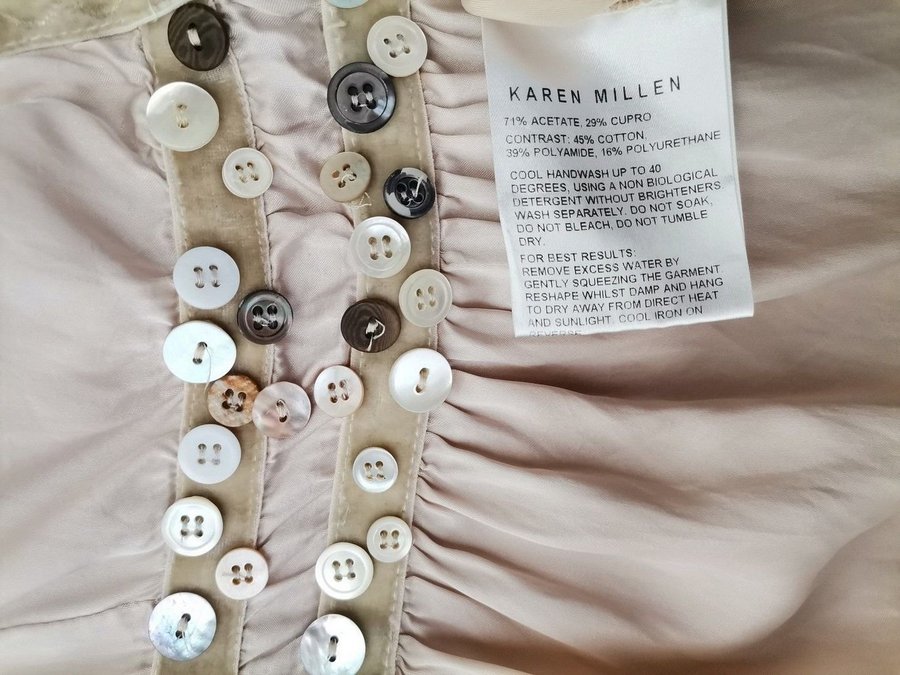 KAREN MILLEN
71% ACETATE, 29% CUPRO
CONTRAST: 45% COTTON,
39% POLYAMIDE, 16% POLYURETHANE
COOL HANDWASH UP TO 40
DEGREES, USING A NON BIOLOGICAL
DETERGENT WITHOUT BRIGHTENERS.
WASH SEPARATELY. DO NOT SOAK,
DO NOT BLEACH, DO NOT TUMBLE
DRY.
FOR BEST RESULTS:
REMOVE EXCESS WATER BY
GENTLY SQUEEZING THE GARMENT.
RESHAPE WHILST DAMP AND HANG
TO DRY AWAY FROM DIRECT HEAT
AND SUNLIGHT. COOL IRON ON
REVERSE